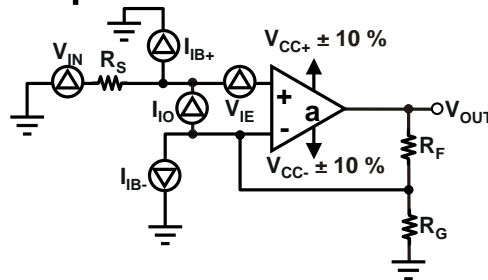 I_IB+
V_CC+ ± 10 %
V_IN
R_S
I_IO
V_IE
+
a
-
V_OUT
R_F
I_IB-
V_CC- ± 10 %
R_G